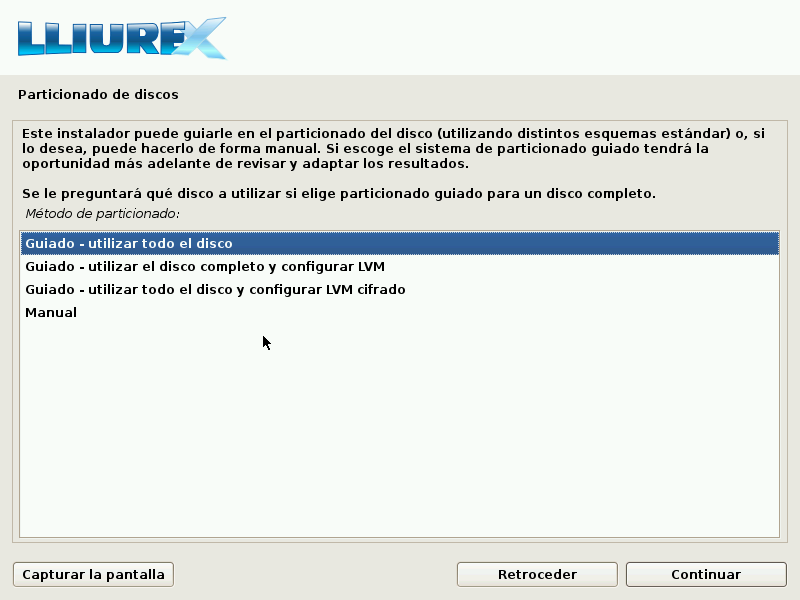 LLIUREX
Particionado de discos
Este instalador puede guiarle en el particionado del disco (utilizando distintos esquemas estándar) o, si
lo desea, puede hacerlo de forma manual. Si escoge el sistema de particionado guiado tendrá la
oportunidad más adelante de revisar y adaptar los resultados.
Se le preguntará qué disco a utilizar si elige particionado guiado para un disco completo.
Método de particionado:
Guiado - utilizar todo el disco
Guiado - utilizar el disco completo y configurar LVM
Guiado - utilizar todo el disco y configurar LVM cifrado
Manual
Capturar la pantalla
Retroceder
Continuar